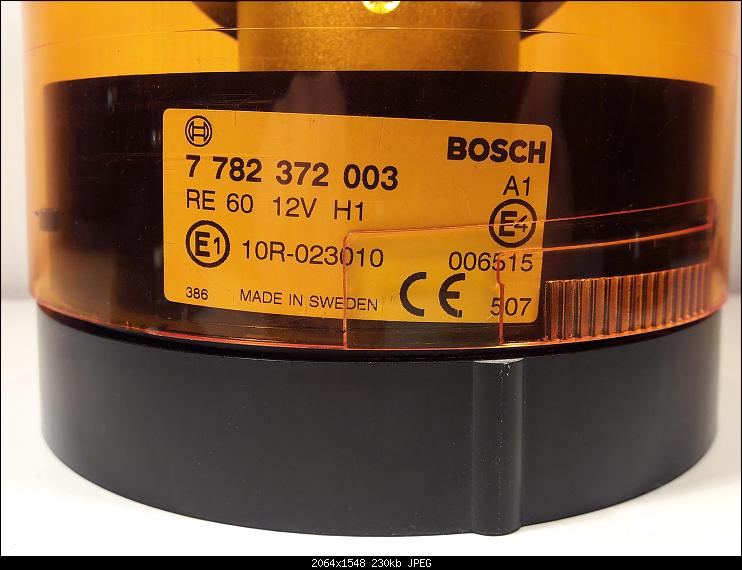 BOSCH
7 782 372 003
A1
RE 60 12V H1
E4
E1 10R-023010
006515
386 MADE IN SWEDEN CE 507
2064x1548 230kb JPEG